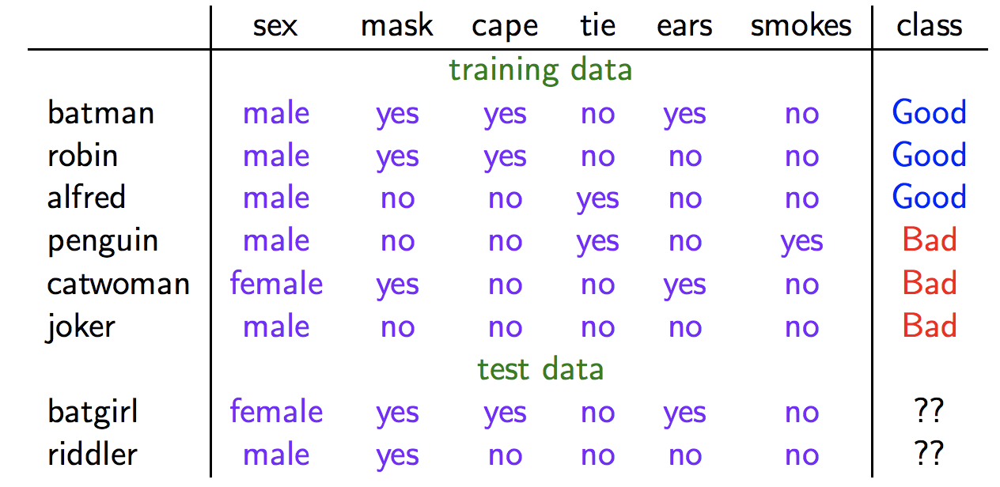 sex mask cape tie ears smokes class
training data
batman male yes yes no yes no Good
robin male yes yes no no no Good
alfred male no no yes no no Good
penguin male no no yes no yes Bad
catwoman female yes no no yes no Bad
joker male no no no no no Bad
test data
batgirl female yes yes no yes no ??
riddler male yes no no no no ??